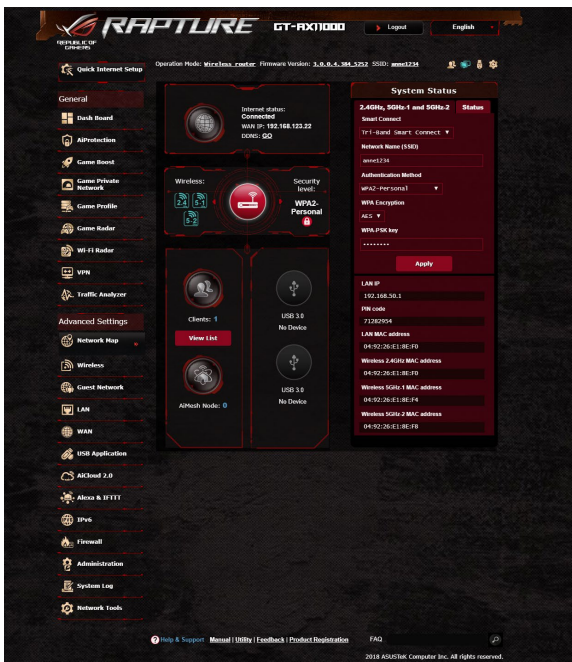 REPUBLIC OF
GAMERS
RAPTURE GT-AX11000
Logout
English
Quick Internet Setup
Operation Mode: Wireless router Firmware Version: 3.0.0.4.384_5252 SSID: anne1234
General
Dash Board
AiProtection
Game Boost
Game Private
Network
Game Profile
Game Radar
Wi-Fi Radar
VPN
Traffic Analyzer
Advanced Settings
Network Map
Wireless
Guest Network
LAN
WAN
USB Application
AiCloud 2.0
Alexa & IFTTT
IPv6
Firewall
Administration
System Log
Network Tools
Internet status:
Connected
WAN IP: 192.168.123.22
DDNS: GO
Wireless:
2.4 5-1
5-2
Security
level:
WPA2-
Personal
Clients: 1
View List
AiMesh Node: 0
USB 3.0
No Device
USB 3.0
No Device
System Status
2.4GHz, 5GHz-1 and 5GHz-2 Status
Smart Connect
Tri-Band Smart Connect
Network Name (SSID)
anne1234
Authentication Method
WPA2-Personal
WPA Encryption
AES
WPA-PSK key
••••••••
Apply
LAN IP
192.168.50.1
PIN code
71282954
LAN MAC address
04:92:26:E1:8E:F0
Wireless 2.4GHz MAC address
04:92:26:E1:8E:F0
Wireless 5GHz-1 MAC address
04:92:26:E1:8E:F4
Wireless 5GHz-2 MAC address
04:92:26:E1:8E:F8
Help & Support Manual | Utility | Feedback | Product Registration FAQ
2018 ASUSTeK Computer Inc. All rights reserved.